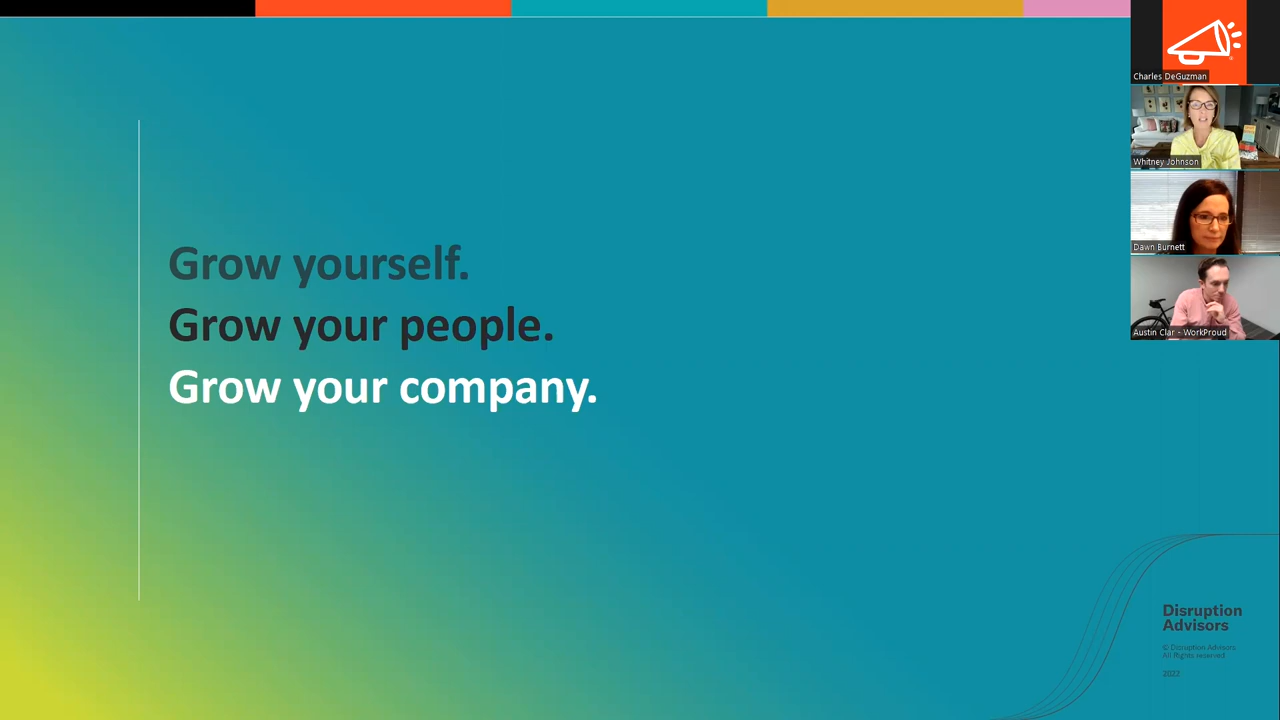 Charles DeGuzman
Whitney Johnson
Dawn Burnett
Austin Clar - WorkProud
Grow yourself.
Grow your people.
Grow your company.
Disruption
Advisors
© Disruption Advisors
All Rights reserved
2022